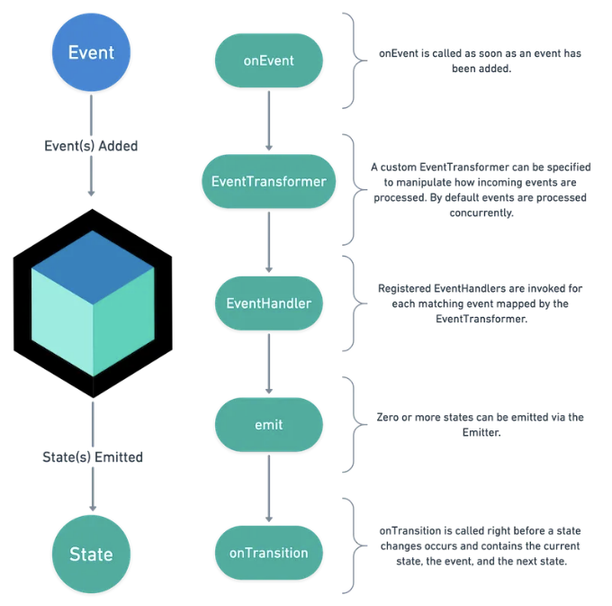 Event
Event(s) Added
State(s) Emitted
State
onEvent
onEvent is called as soon as an event has
been added.
EventTransformer
A custom EventTransformer can be specified
to manipulate how incoming events are
processed. By default events are processed
concurrently.
EventHandler
Registered EventHandlers are invoked for
each matching event mapped by the
EventTransformer.
emit
Zero or more states can be emitted via the
Emitter.
onTransition
onTransition is called right before a state
changes occurs and contains the current
state, the event, and the next state.